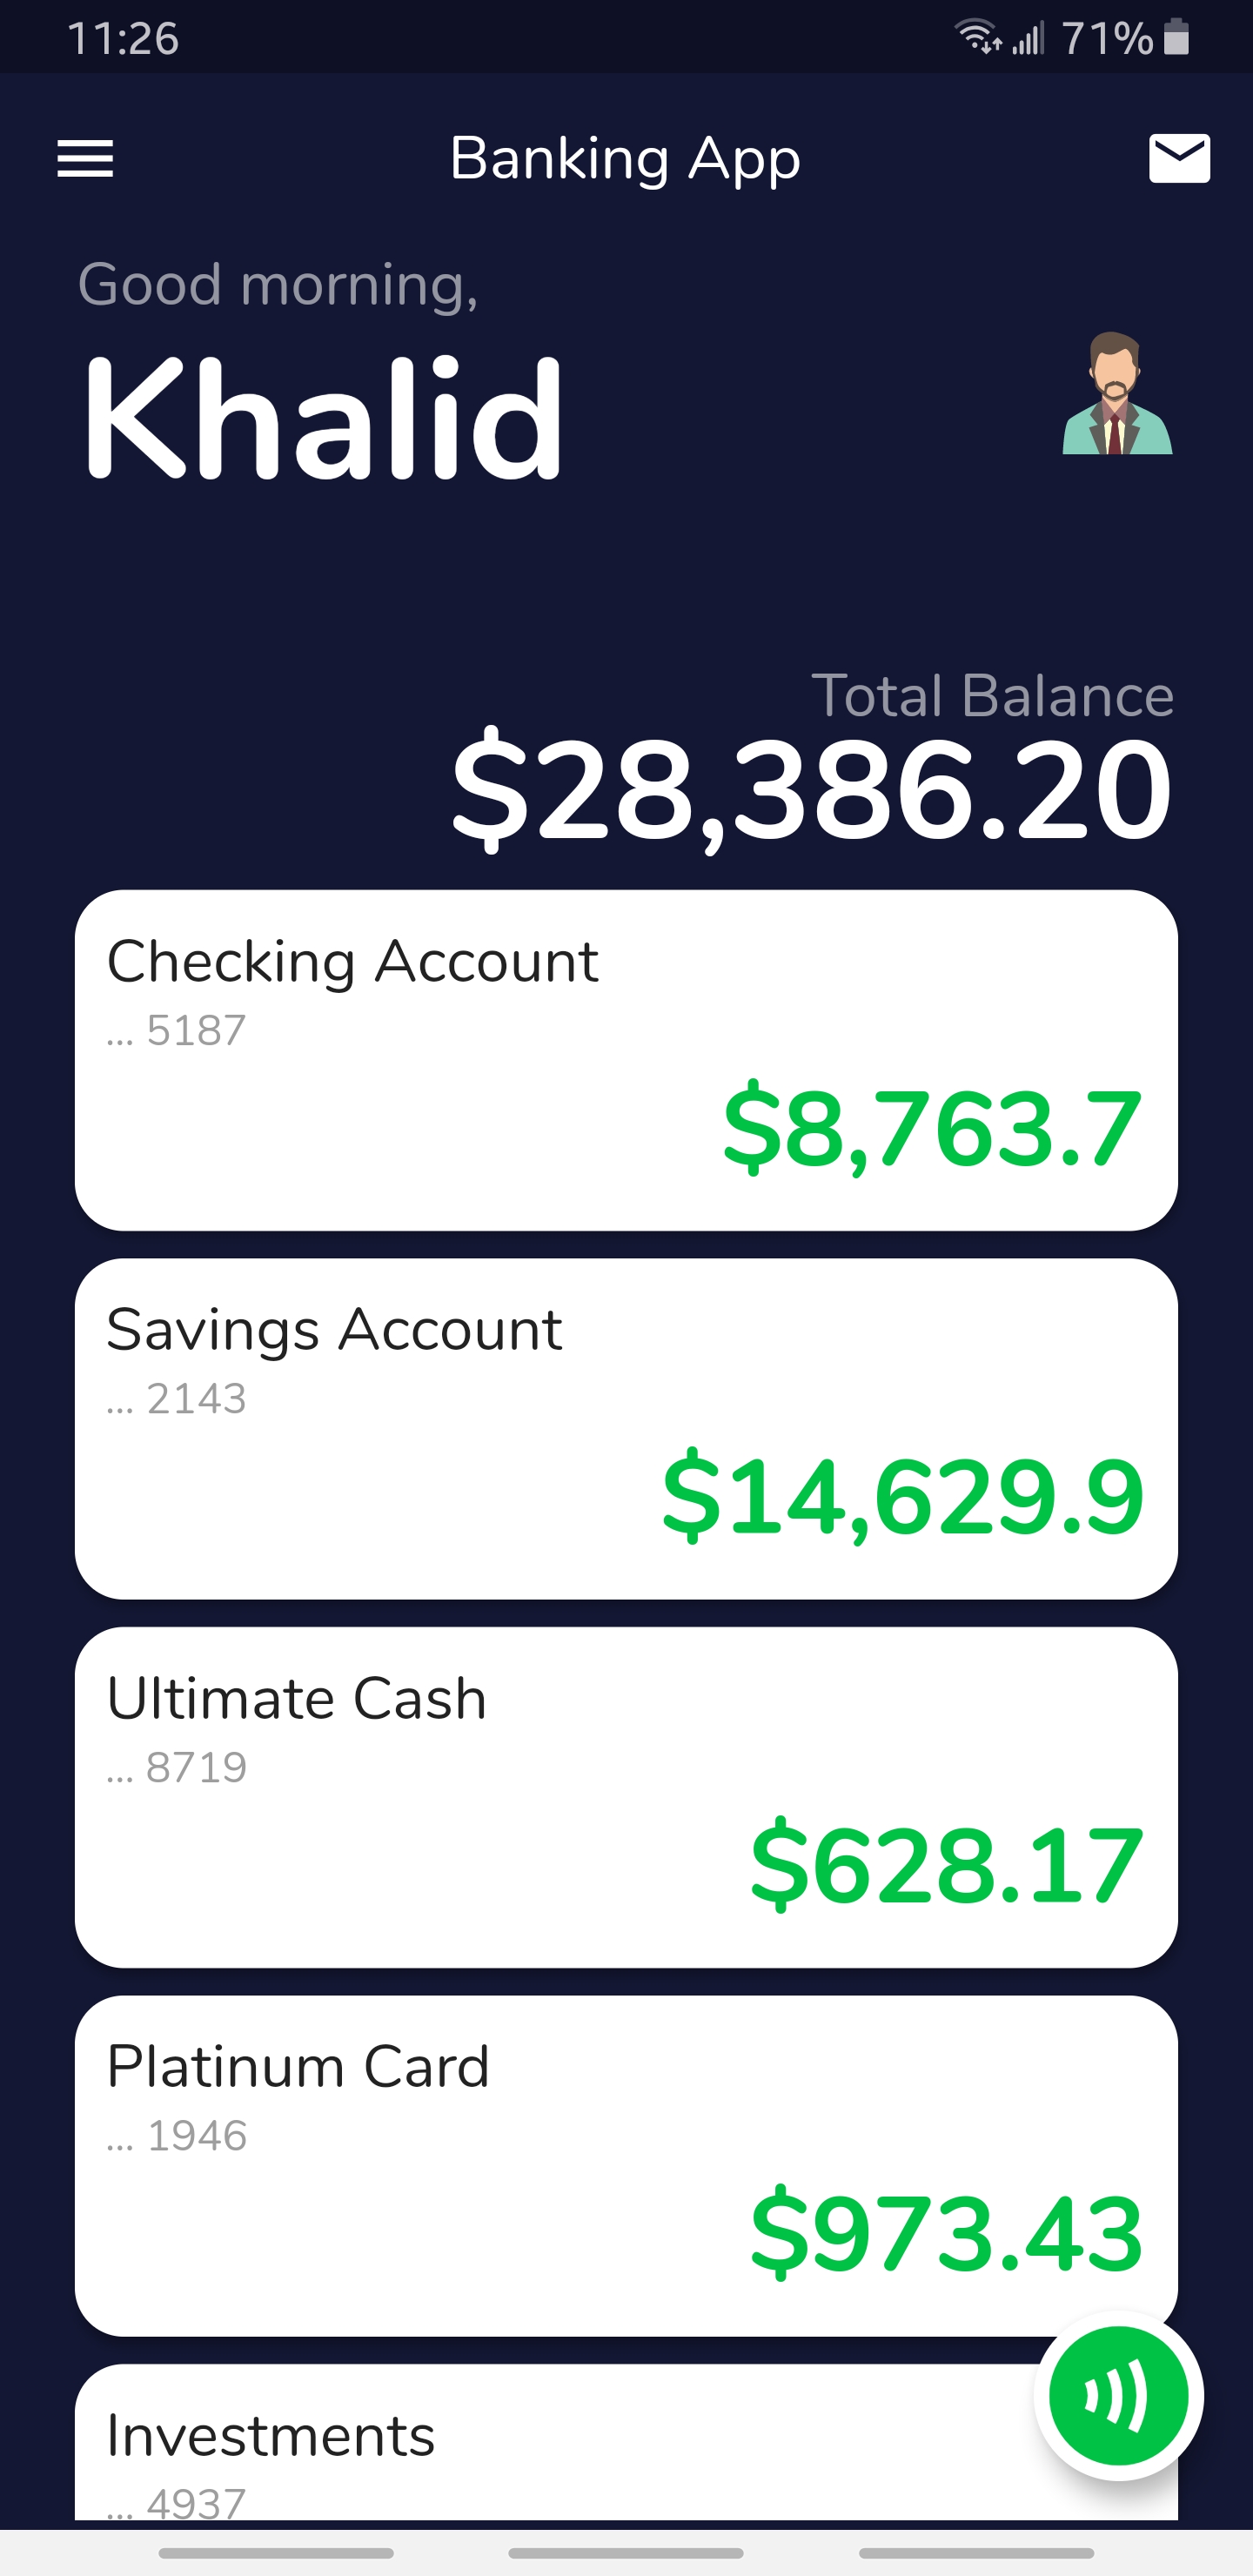 11:26
71%
Banking App
Good morning,
Khalid
Total Balance
$28,386.20
Checking Account
... 5187
$8,763.7
Savings Account
... 2143
$14,629.9
Ultimate Cash
... 8719
$628.17
Platinum Card
... 1946
$973.43
Investments
... 4937